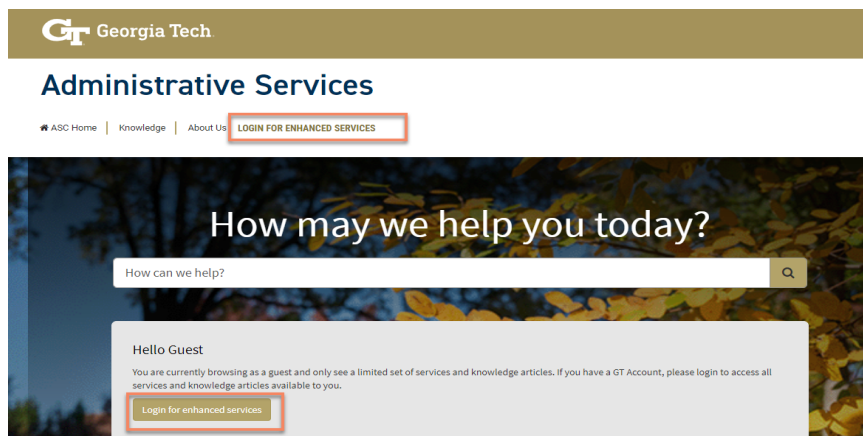 GT Georgia Tech.
Administrative Services
ASC Home | Knowledge | About Us LOGIN FOR ENHANCED SERVICES
How may we help you today?
How can we help?
Hello Guest
You are currently browsing as a guest and only see a limited set of services and knowledge articles. If you have a GT Account, please login to access all
services and knowledge articles available to you.
Login for enhanced services